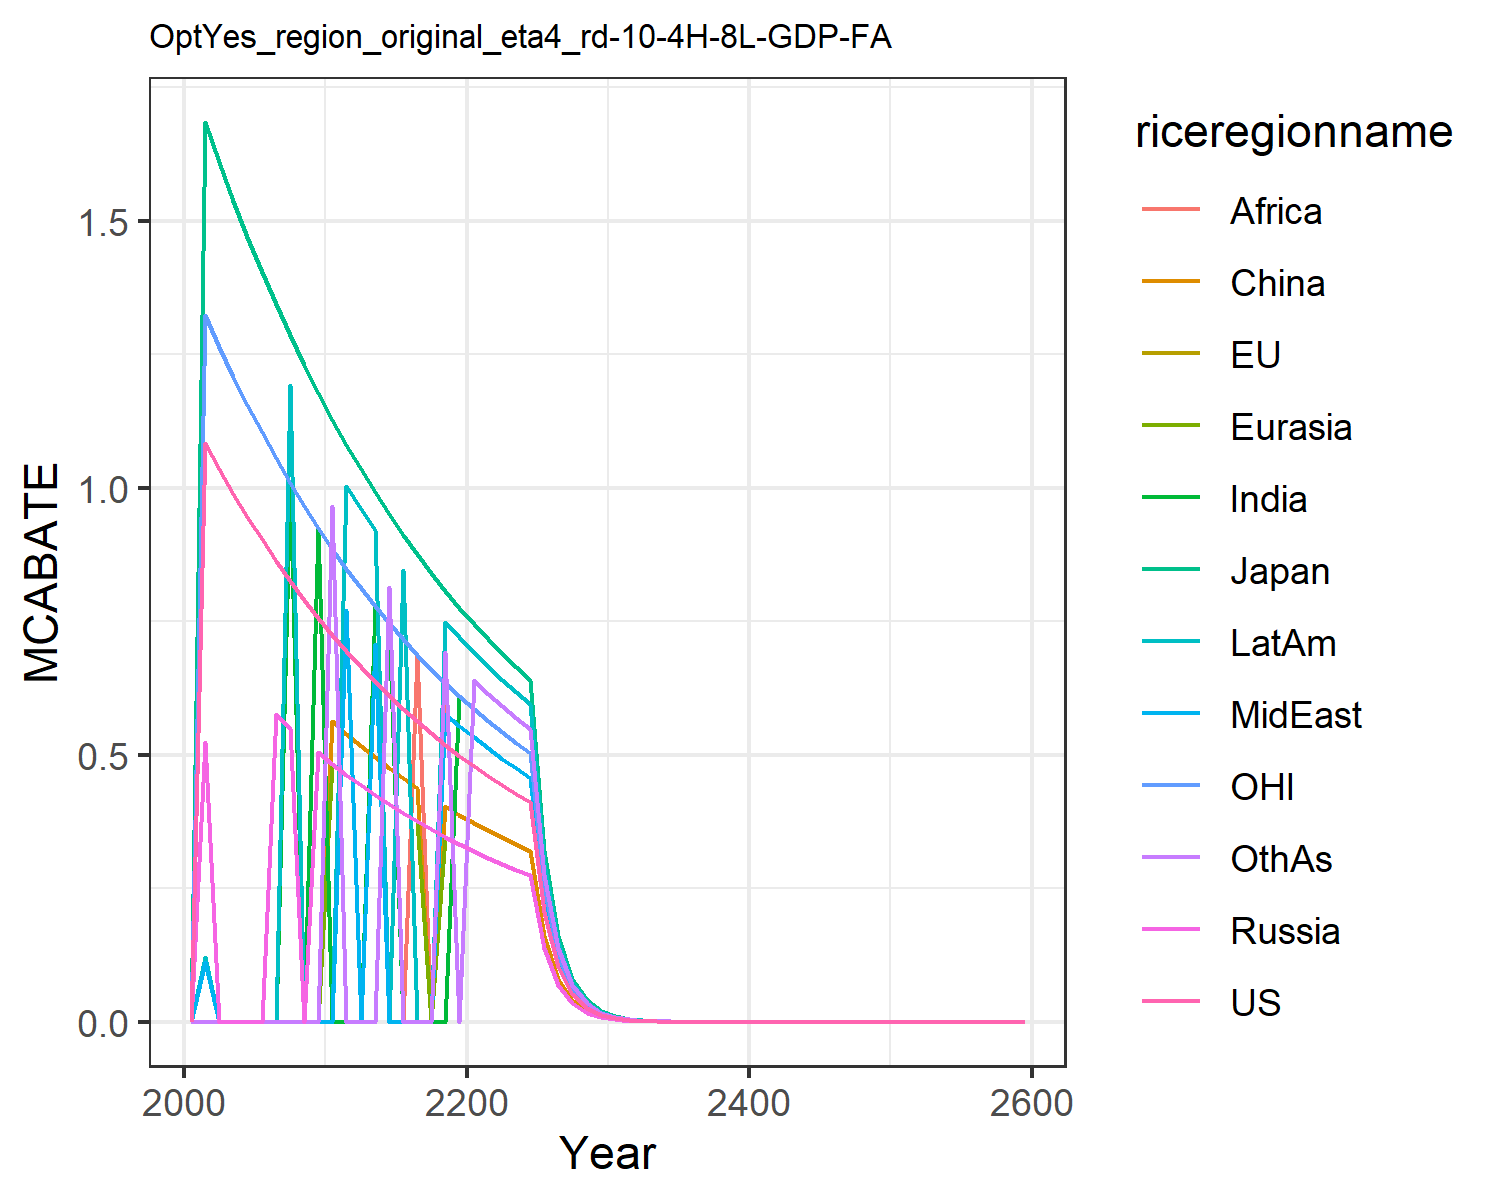 OptYes_region_original_eta4_rd-10-4H-8L-GDP-FA
MCABATE
1.5
1.0
0.5
0.0
2000 2200 2400 2600
Year
riceregionname
Africa
China
EU
Eurasia
India
Japan
LatAm
MidEast
OHI
OthAs
Russia
US